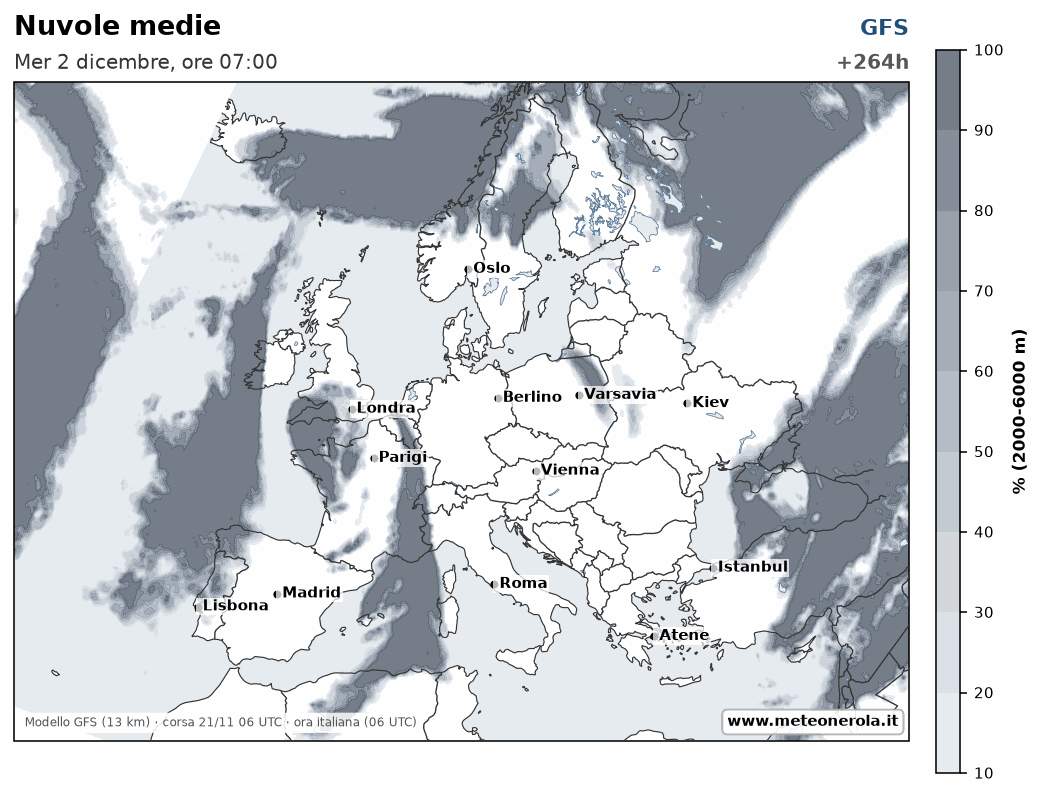 Nuvole medie
GFS
Mer 2 dicembre, ore 07:00
+264h
100
90
80
70
60
50
40
30
20
10
% (2000-6000 m)
Oslo
Berlino
Varsavia
Kiev
Londra
Parigi
Vienna
Istanbul
Roma
Madrid
Lisbona
Atene
Modello GFS (13 km) · corsa 21/11 06 UTC · ora italiana (06 UTC)
www.meteonerola.it